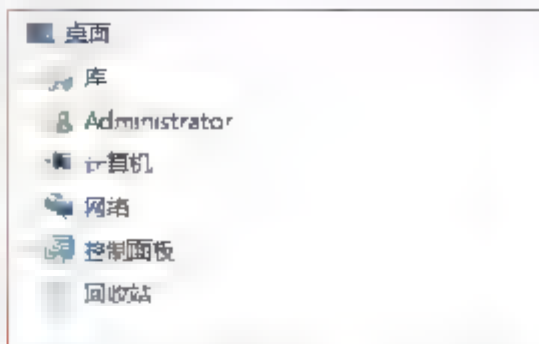 桌面
库
Administrator
计算机
网络
控制面板
回收站